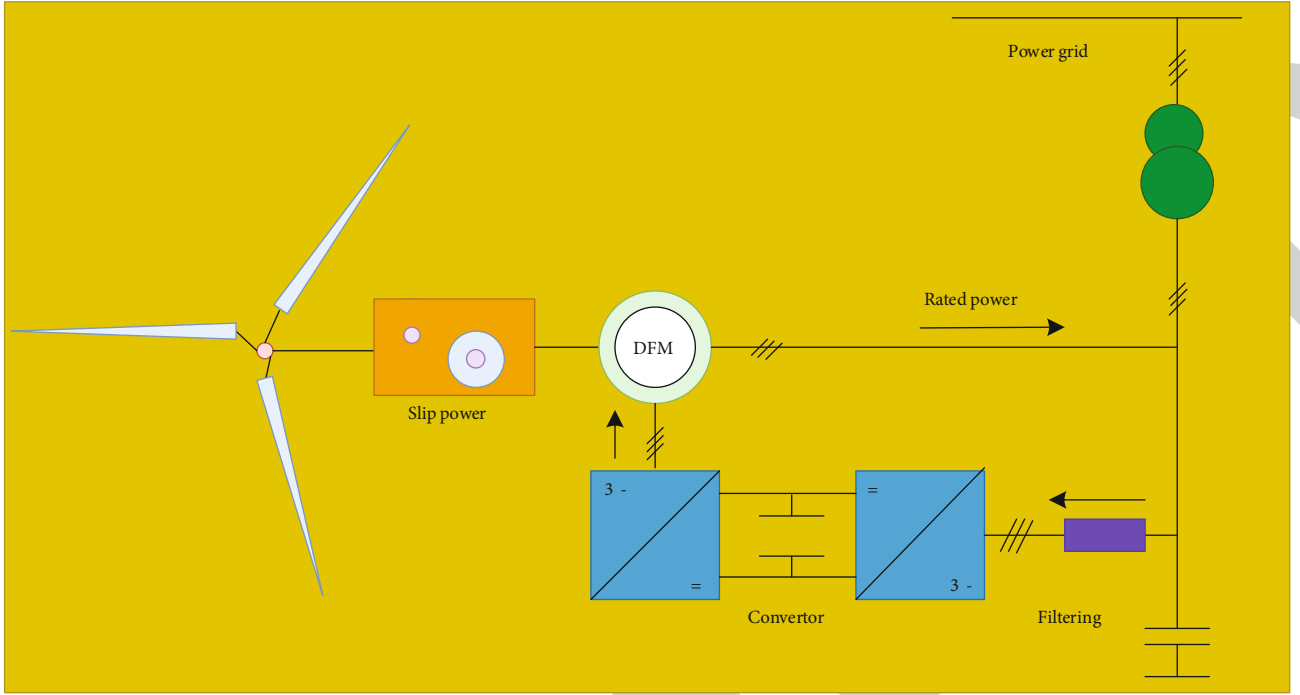 Power grid
Rated power
DFM
Slip power
3 -
=
=
3 -
Convertor
Filtering